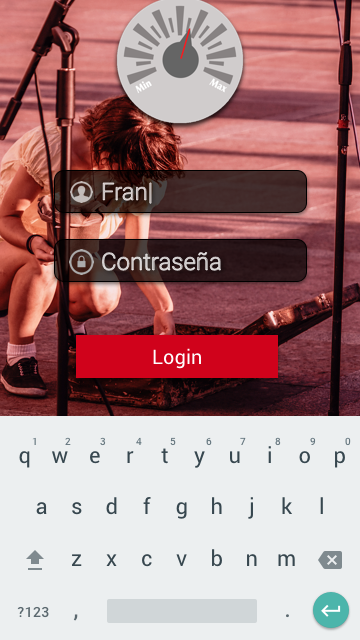 Min Max
Fran
Contraseña
Login
1 2 3 4 5 6 7 8 9 0
q w e r t y u i o p
a s d f g h j k l
z x c v b n m
?123 , .